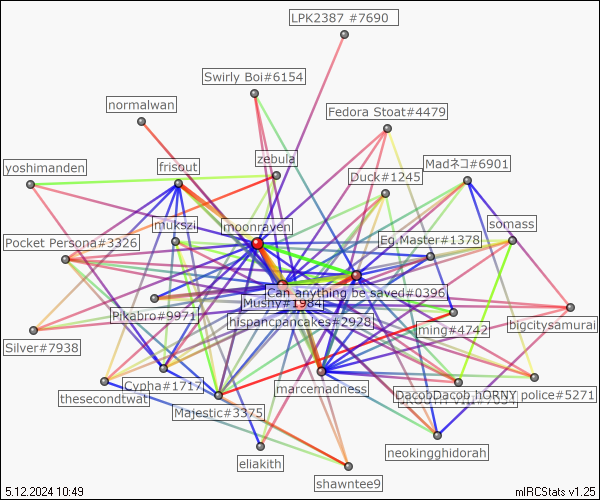 LPK2387 #7690
Swirly Boi#6154
normalwan
Fedora Stoat#4479
zebula
yoshimanden
frisout
Duck#1245
Madネコ#6901
moonraven
mukszi
somass
Pocket Persona#3326
Eg.Master#1378
Can anything be saved#0396
Mushy#1984
Pikabro#9971
hispancpancakes#2928
ming#4742
bigcitysamurai
Silver#7938
Cypha#1717
marcemadness
thesecondtwat
DacobDacob
hORNY police#5271
Majestic#3375
neokingghidorah
eliakith
shawntee9
5.12.2024 10:49
mIRCStats v1.25